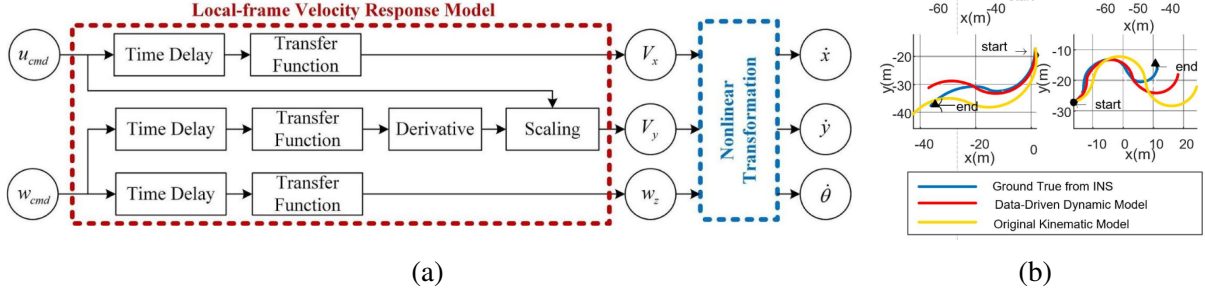 Local-frame Velocity Response Model
u_cmd
Time Delay
Transfer
Function
V_x
ẋ
Time Delay
Transfer
Function
Derivative
Scaling
V_y
ẏ
w_cmd
Time Delay
Transfer
Function
w_z
θ̇
Nonlinear
Transformation
(a)
-60 -40
x(m)
-60 -50 -40
x(m)
-20
-30
-40
y(m)
start
end
-40 -20 0
x(m)
-10
-20
-30
y(m)
start
end
-10 0 10 20
x(m)
Ground True from INS
Data-Driven Dynamic Model
Original Kinematic Model
(b)